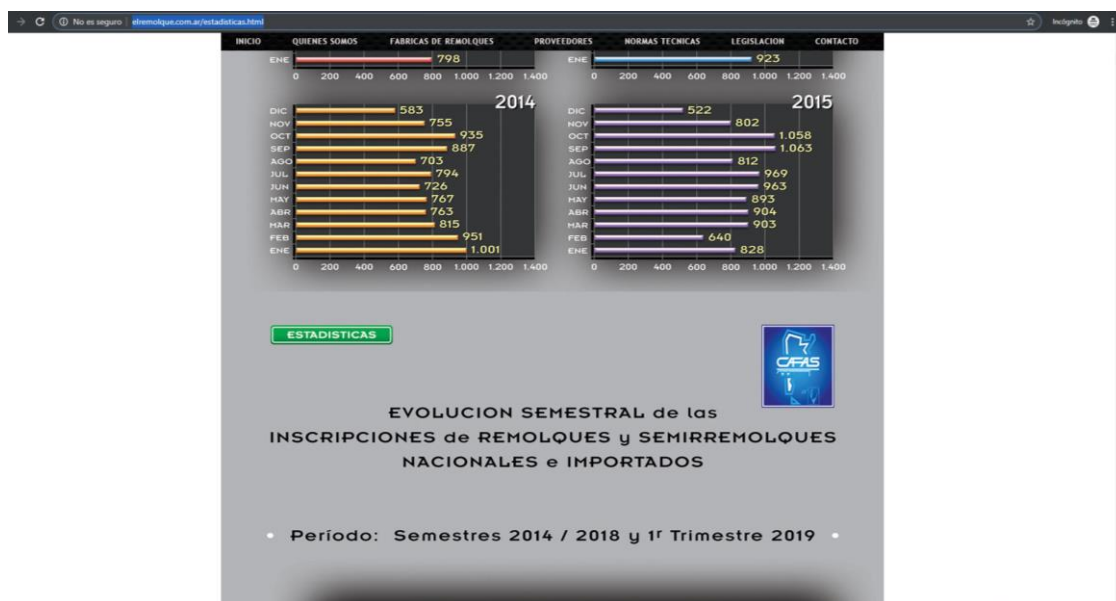 No es seguro elremolque.com.ar/estadisticas.html Incógnito
INICIO QUIENES SOMOS FABRICAS DE REMOLQUES PROVEEDORES NORMAS TECNICAS LEGISLACION CONTACTO
ENE 798
0 200 400 600 800 1.000 1.200 1.400
ENE 923
0 200 400 600 800 1.000 1.200 1.400
2014
DIC 583
NOV 755
OCT 935
SEP 887
AGO 703
JUL 794
JUN 726
MAY 767
ABR 763
MAR 815
FEB 951
ENE 1.001
0 200 400 600 800 1.000 1.200 1.400
2015
DIC 522
NOV 802
OCT 1.058
SEP 1.063
AGO 812
JUL 969
JUN 963
MAY 893
ABR 904
MAR 903
FEB 640
ENE 828
0 200 400 600 800 1.000 1.200 1.400
ESTADISTICAS
CAFAS
EVOLUCION SEMESTRAL de las
INSCRIPCIONES de REMOLQUES y SEMIRREMOLQUES
NACIONALES e IMPORTADOS
• Período: Semestres 2014 / 2018 y 1r Trimestre 2019 •